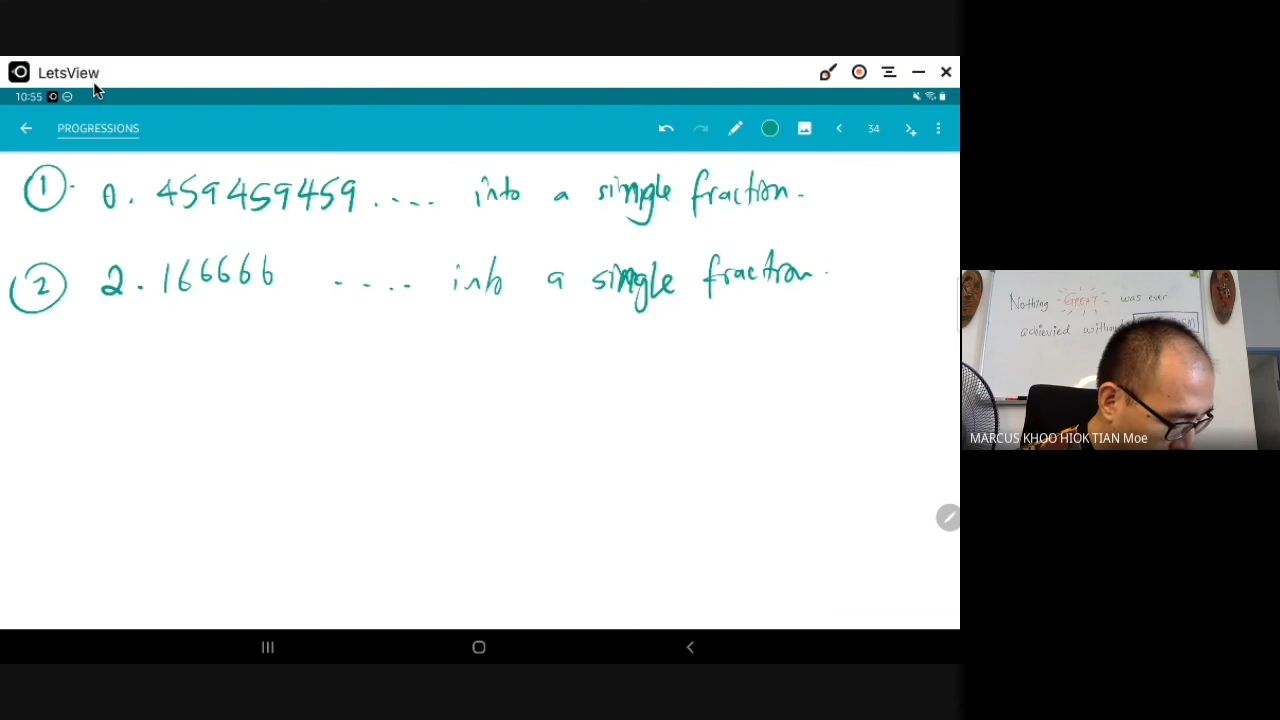 LetsView
10:55
PROGRESSIONS
34
1 0.459459459.... into a single fraction.
2 2.166666 .... into a single fraction.
Nothing GREAT was ever
achieved without
MARCUS KHOO HIOK TIAN Moe